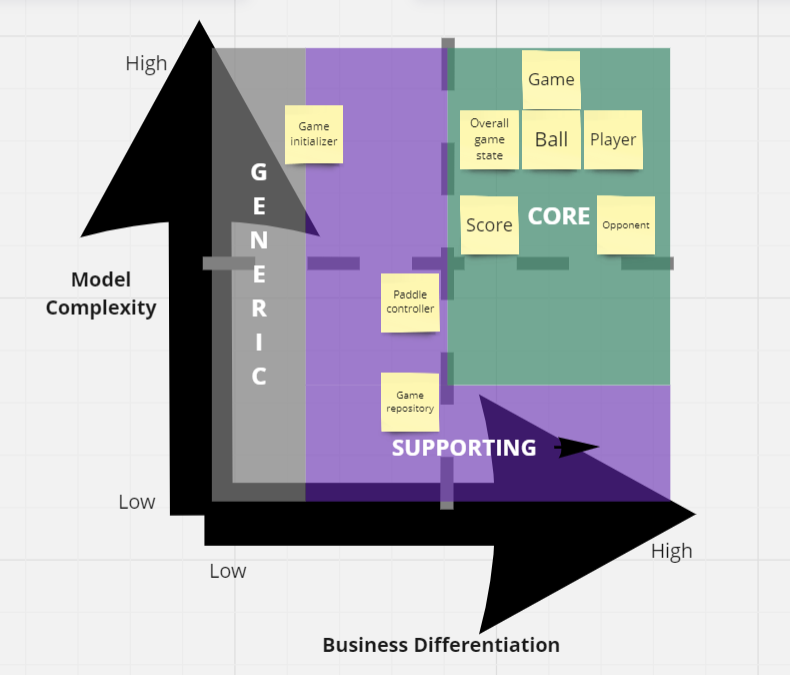 High
Game
Game
initializer
Overall
game
state
Ball
Player
G
E
N
E
R
I
C
Score
CORE
Opponent
Model
Complexity
Paddle
controller
Game
repository
SUPPORTING
Low
High
Low
Business Differentiation